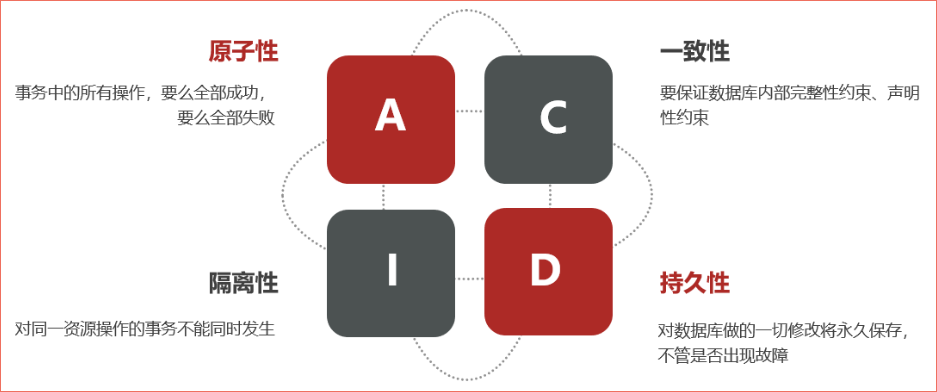 原子性
事务中的所有操作，要么全部成功，
要么全部失败
A
C
一致性
要保证数据库内部完整性约束、声明
性约束
隔离性
对同一资源操作的事务不能同时发生
I
D
持久性
对数据库做的一切修改将永久保存，
不管是否出现故障